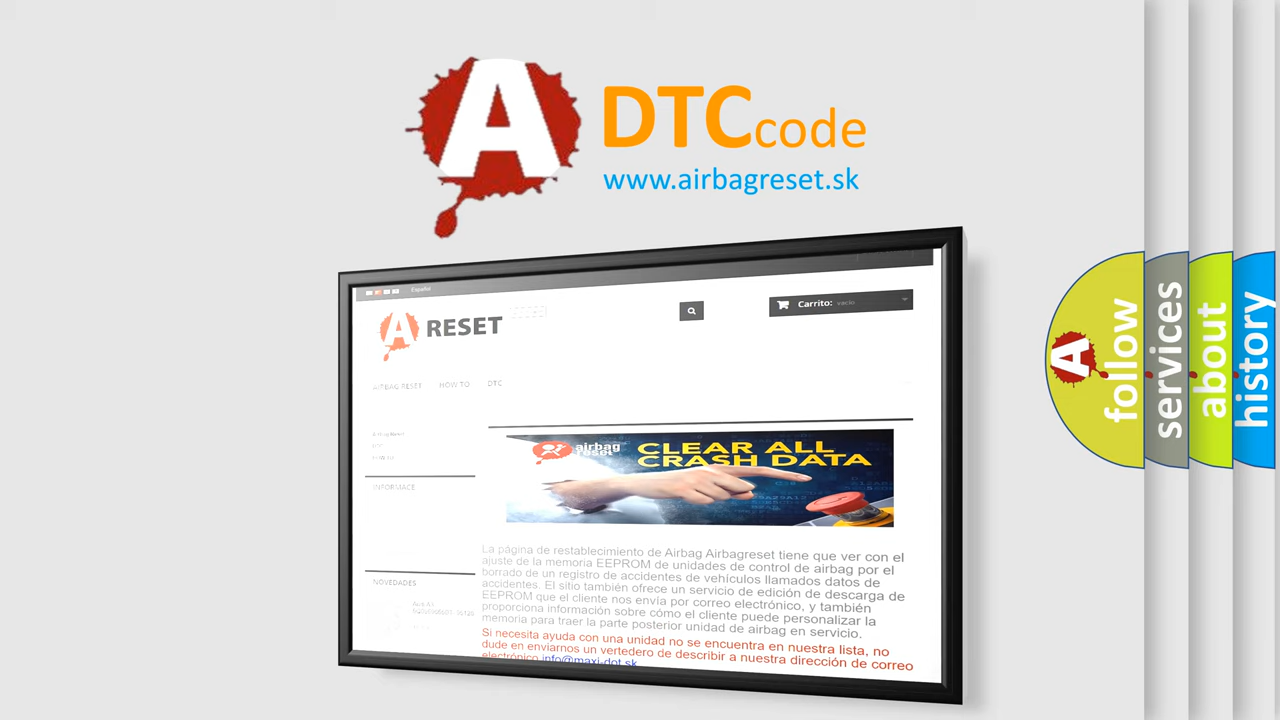 A DTCcode
www.airbagreset.sk
Español
A RESET
Carrito: vacío
AIRBAG RESET HOW TO DTC
airbag reset
CLEAR ALL
CRASH DATA
INFORMACE
NOVEDADES
La página de restablecimiento de Airbag Airbagreset tiene que ver con el
ajuste de la memoria EEPROM de unidades de control de airbag por el
borrado de un registro de accidentes de vehículos llamados datos de
accidentes. El sitio también ofrece un servicio de edición de descarga de
EEPROM que el cliente nos envía por correo electrónico, y también
proporciona información sobre cómo el cliente puede personalizar la
memoria para traer la parte posterior unidad de airbag en servicio.
Si necesita ayuda con una unidad no se encuentra en nuestra lista, no
dude en enviarnos un vertedero de describir a nuestra dirección de correo
electrónico info@maxi-dot.sk
A
follow
services
about
history